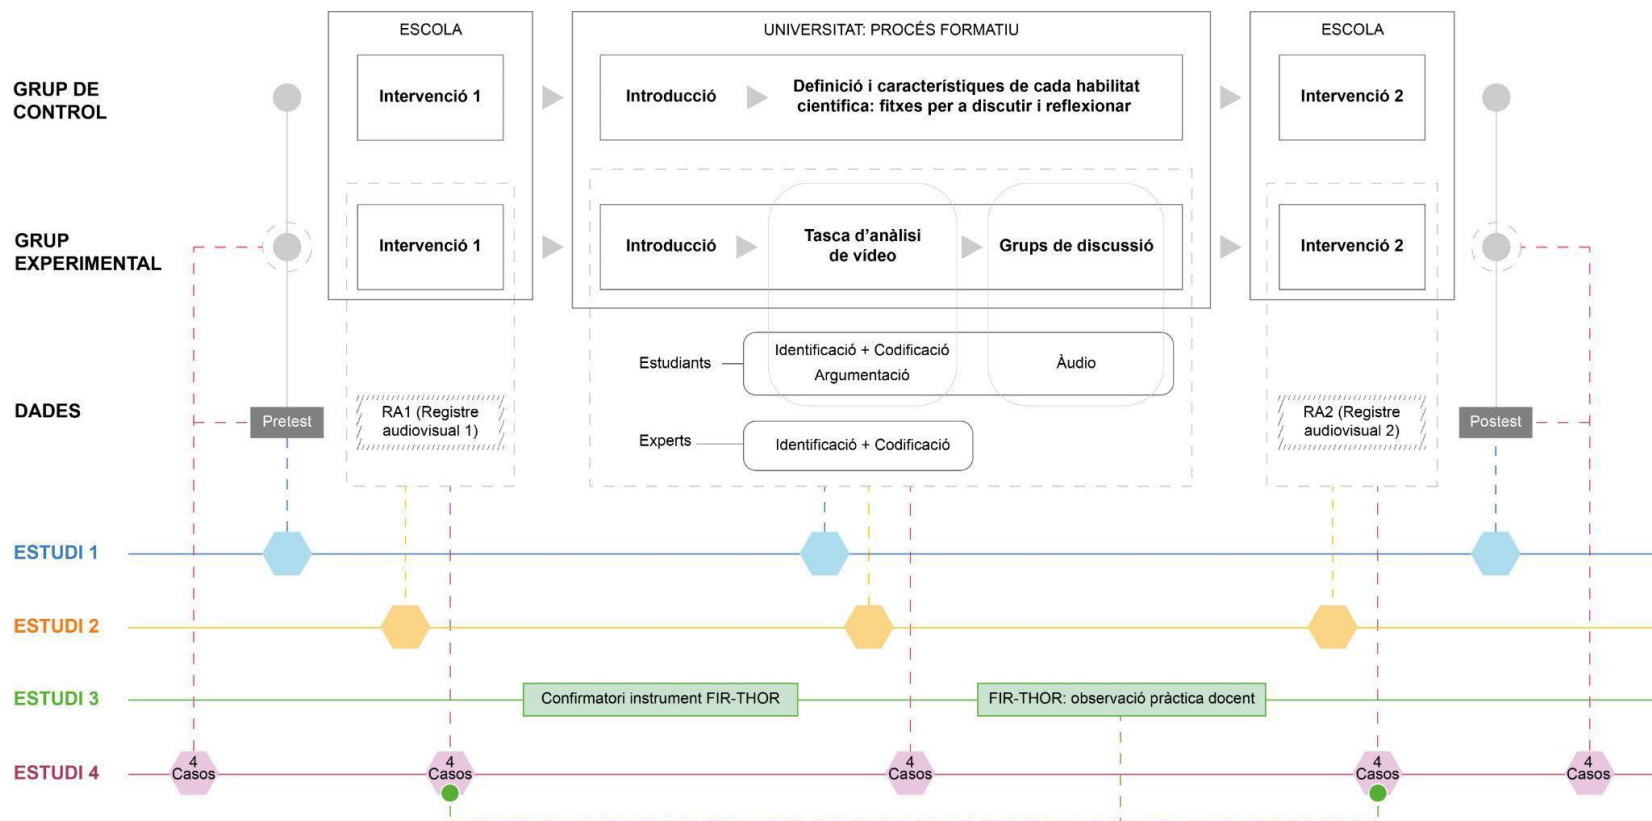 ESCOLA
UNIVERSITAT: PROCÉS FORMATIU
ESCOLA
GRUP DE
CONTROL
Intervenció 1
Introducció
Definició i característiques de cada habilitat
científica: fitxes per a discutir i reflexionar
Intervenció 2
GRUP
EXPERIMENTAL
Intervenció 1
Introducció
Tasca d'anàlisi
de vídeo
Grups de discussió
Intervenció 2
Estudiants
Identificació + Codificació
Argumentació
Àudio
DADES
Pretest
RA1 (Registre
audiovisual 1)
RA2 (Registre
audiovisual 2)
Postest
Experts
Identificació + Codificació
ESTUDI 1
ESTUDI 2
ESTUDI 3
Confirmatori instrument FIR-THOR
FIR-THOR: observació pràctica docent
ESTUDI 4
4
Casos
4
Casos
4
Casos
4
Casos
4
Casos